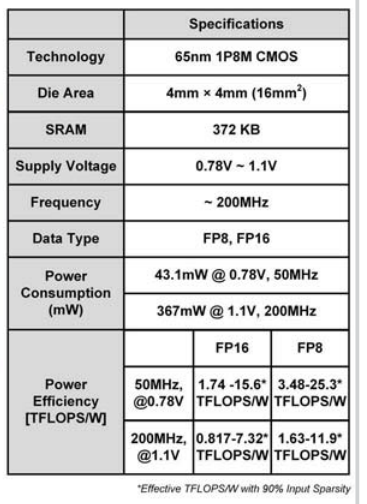 Specifications
Technology 65nm 1P8M CMOS
Die Area 4mm × 4mm (16mm²)
SRAM 372 KB
Supply Voltage 0.78V ~ 1.1V
Frequency ~ 200MHz
Data Type FP8, FP16
Power
Consumption
(mW)
43.1mW @ 0.78V, 50MHz
367mW @ 1.1V, 200MHz
Power
Efficiency
[TFLOPS/W]
FP16 FP8
50MHz, 1.74 -15.6* 3.48-25.3*
@0.78V TFLOPS/W TFLOPS/W
200MHz, 0.817-7.32* 1.63-11.9*
@1.1V TFLOPS/W TFLOPS/W
*Effective TFLOPS/W with 90% Input Sparsity